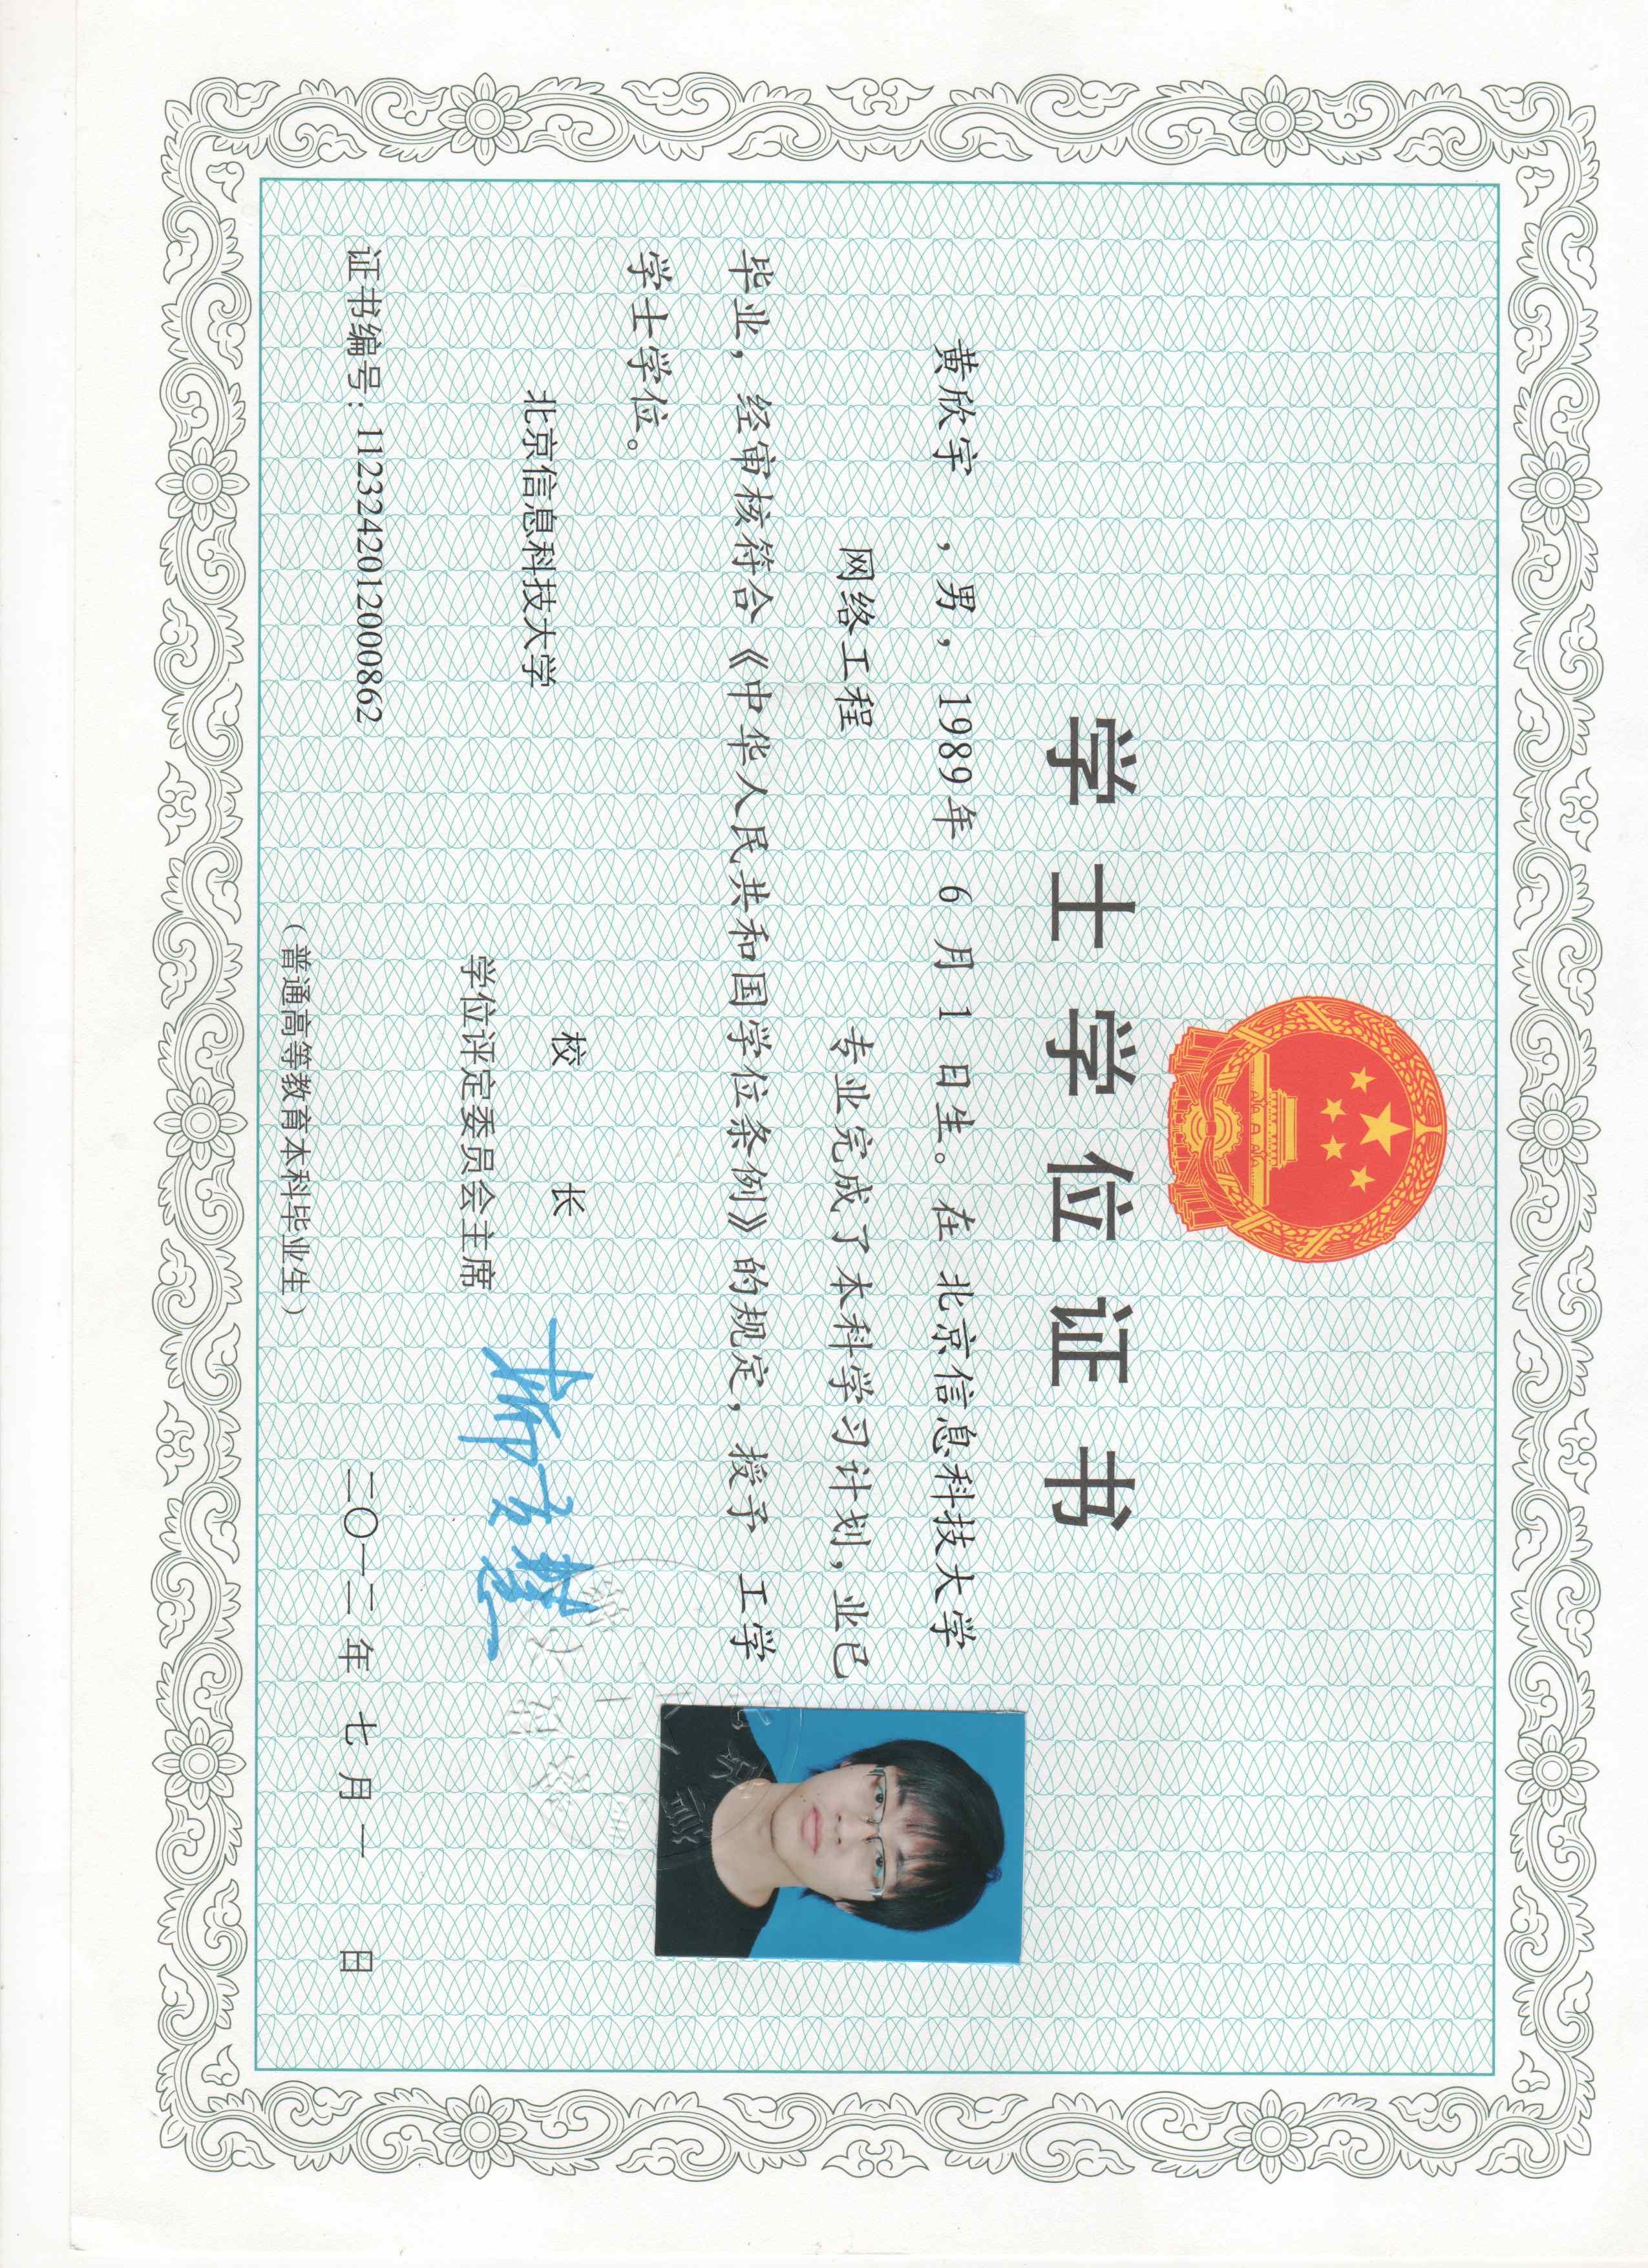 学士学位证书
黄欣宇 ，男，1989年 6 月 1 日生。在 北京信息科技大学
网络工程 专业完成了本科学习计划，业已
毕业，经审核符合《中华人民共和国学位条例》的规定，授予 工学
学士学位。
北京信息科技大学
校 长
学位评定委员会主席
证书编号：1123242012000862
二〇一二 年 七 月 一 日
（普通高等教育本科毕业生）